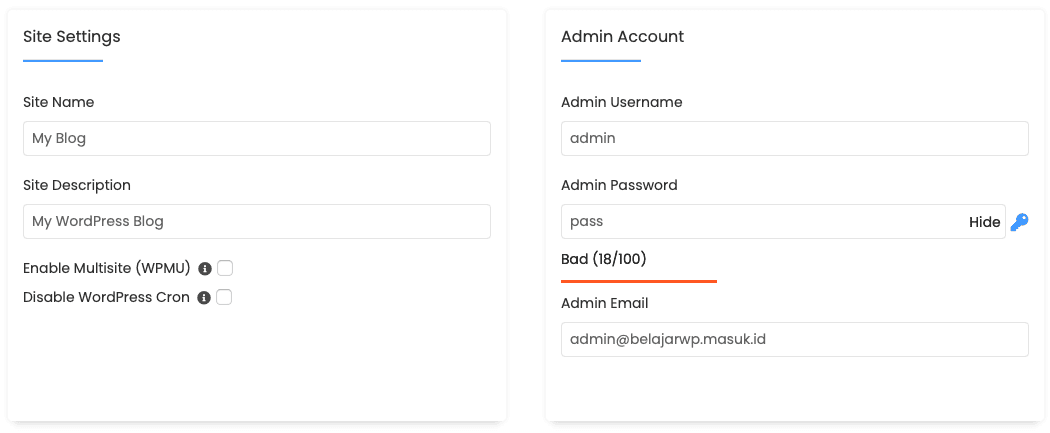 Site Settings
Site Name
My Blog
Site Description
My WordPress Blog
Enable Multisite (WPMU)
Disable WordPress Cron
Admin Account
Admin Username
admin
Admin Password
pass Hide
Bad (18/100)
Admin Email
admin@belajarwp.masuk.id